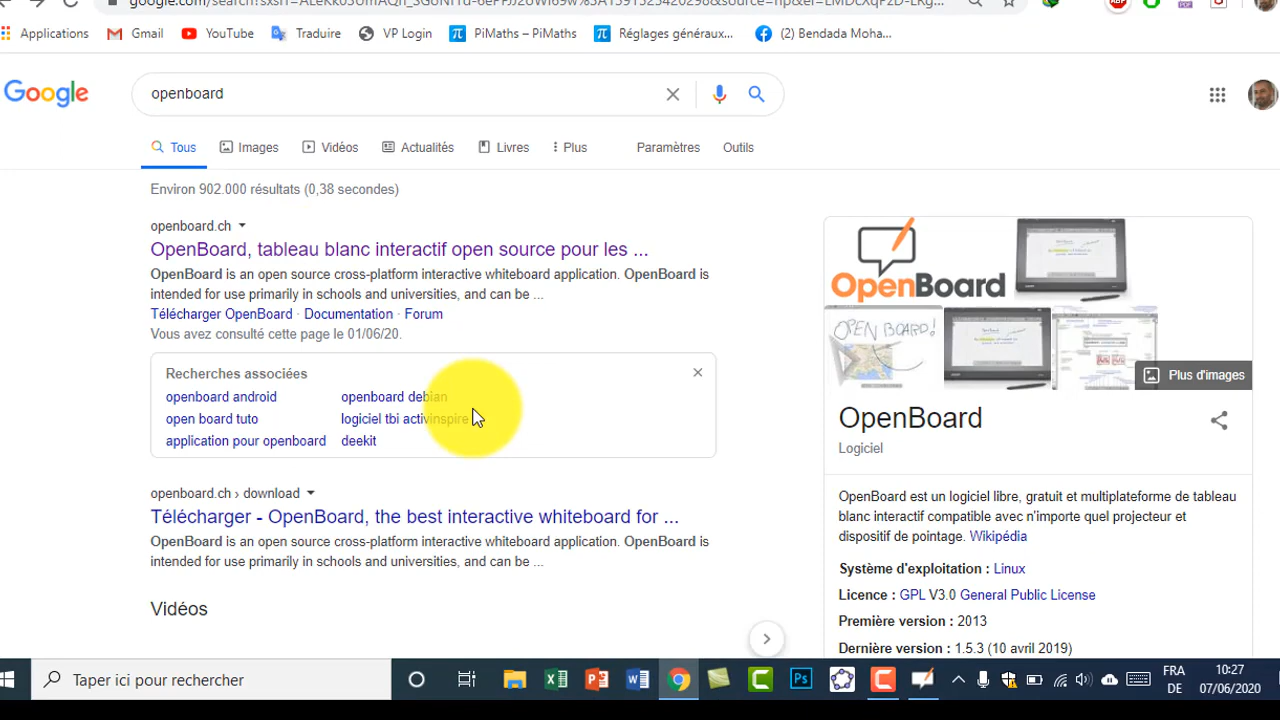 Applications
Gmail
YouTube
Traduire
VP Login
PiMaths – PiMaths
Réglages généraux...
(2) Bendada Moha...
Google
openboard
Tous
Images
Vidéos
Actualités
Livres
Plus
Paramètres
Outils
Environ 902.000 résultats (0,38 secondes)
openboard.ch
OpenBoard, tableau blanc interactif open source pour les ...
OpenBoard is an open source cross-platform interactive whiteboard application. OpenBoard is
intended for use primarily in schools and universities, and can be ...
Télécharger OpenBoard · Documentation · Forum
Vous avez consulté cette page le 01/06/20.
Recherches associées
openboard android
openboard debian
open board tuto
logiciel tbi activinspire
application pour openboard
deekit
openboard.ch › download
Télécharger - OpenBoard, the best interactive whiteboard for ...
OpenBoard is an open source cross-platform interactive whiteboard application. OpenBoard is
intended for use primarily in schools and universities, and can be ...
Vidéos
OpenBoard
OPEN BOARD!
Plus d'images
OpenBoard
Logiciel
OpenBoard est un logiciel libre, gratuit et multiplateforme de tableau
blanc interactif compatible avec n'importe quel projecteur et
dispositif de pointage. Wikipédia
Système d'exploitation : Linux
Licence : GPL V3.0 General Public License
Première version : 2013
Dernière version : 1.5.3 (10 avril 2019)
Taper ici pour rechercher
FRA
DE
10:27
07/06/2020